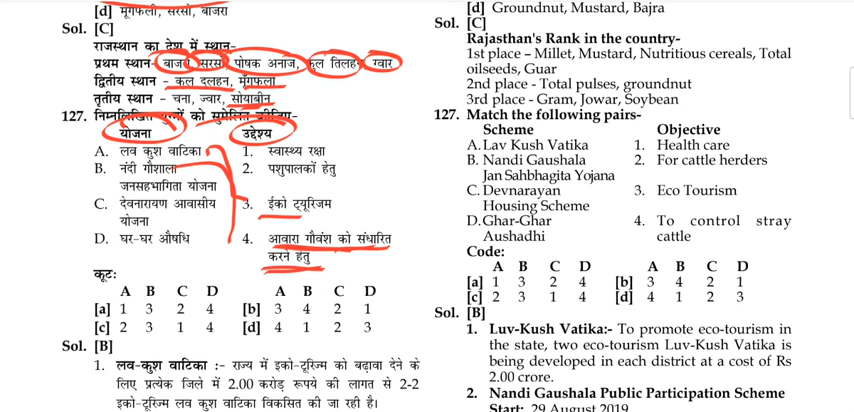 [d] मूंगफली, सरसों, बाजरा
Sol. [C]
राजस्थान का देश में स्थान-
प्रथम स्थान- बाजरा सरसों पोषक अनाज, कुल तिलहन ग्वार
द्वितीय स्थान - कुल दलहन, मूँगफली
तृतीय स्थान - चना, ज्वार, सोयाबीन
127. निम्नलिखित युग्मों को सुमेलित कीजिए-
योजना उद्देश्य
A. लव कुश वाटिका 1. स्वास्थ्य रक्षा
B. नंदी गौशाला 2. पशुपालकों हेतु
जनसहभागिता योजना
C. देवनारायण आवासीय 3. ईको ट्यूरिजम
योजना
D. घर-घर औषधि 4. आवारा गौवंश को संधारित
करने हेतु
कूटः
A B C D A B C D
[a] 1 3 2 4 [b] 3 4 2 1
[c] 2 3 1 4 [d] 4 1 2 3
Sol. [B]
1. लव-कुश वाटिका :- राज्य में इको-टूरिज्म को बढ़ावा देने के
लिए प्रत्येक जिले में 2.00 करोड़ रूपये की लागत से 2-2
इको-टूरिज्म लव कुश वाटिका विकसित की जा रही है।
[d] Groundnut, Mustard, Bajra
Sol. [C]
Rajasthan's Rank in the country-
1st place - Millet, Mustard, Nutritious cereals, Total
oilseeds, Guar
2nd place - Total pulses, groundnut
3rd place - Gram, Jowar, Soybean
127. Match the following pairs-
Scheme Objective
A. Lav Kush Vatika 1. Health care
B. Nandi Gaushala 2. For cattle herders
Jan Sahbhagita Yojana
C. Devnarayan 3. Eco Tourism
Housing Scheme
D. Ghar-Ghar 4. To control stray
Aushadhi cattle
Code:
A B C D A B C D
[a] 1 3 2 4 [b] 3 4 2 1
[c] 2 3 1 4 [d] 4 1 2 3
Sol. [B]
1. Luv-Kush Vatika:- To promote eco-tourism in
the state, two eco-tourism Luv-Kush Vatika is
being developed in each district at a cost of Rs
2.00 crore.
2. Nandi Gaushala Public Participation Scheme
Start: 29 August 2019